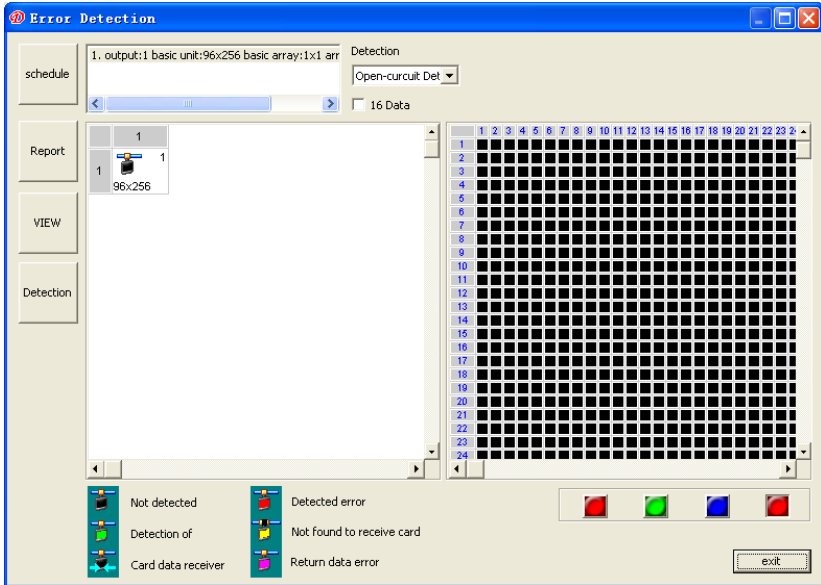 Error Detection
schedule
1. output:1 basic unit:96x256 basic array:1x1 arr
Detection
Open-curcuit Det
16 Data
Report
VIEW
Detection
1
1
1
96x256
1 2 3 4 5 6 7 8 9 10 11 12 13 14 15 16 17 18 19 20 21 22 23
1
2
3
4
5
6
7
8
9
10
11
12
13
14
15
16
17
18
19
20
21
22
23
24
Not detected
Detected error
Detection of
Not found to receive card
Card data receiver
Return data error
exit